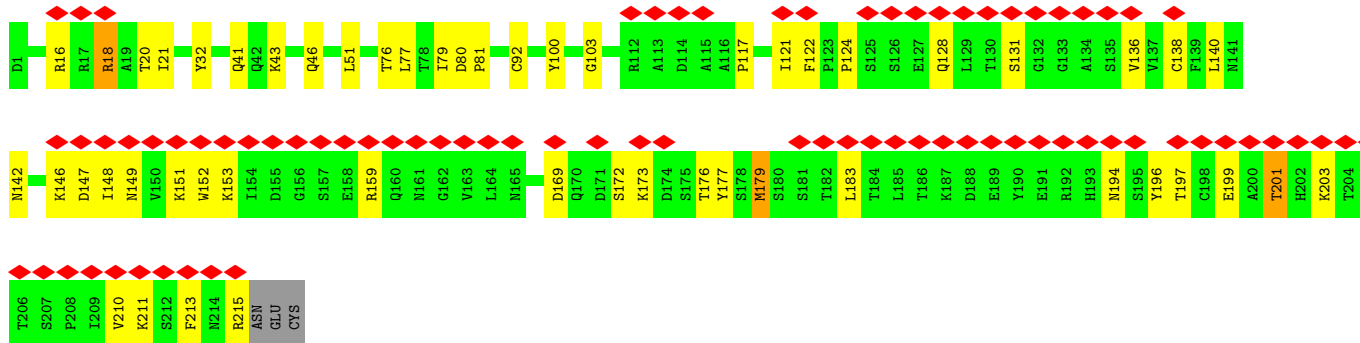 D1 R16 R17 R18 A19 T20 I21 Y32 Q41 Q42 K43 Q46 L51 T76 L77 T78 I79 D80 P81 C92 Y100 G103 R112 A113 D114 A115 A116 P117 I121 F122 P123 P124 S125 S126 E127 Q128 L129 T130 S131 G132 G133 A134 S135 V136 V137 C138 F139 L140 N141
N142 K146 D147 I148 N149 V150 K151 W152 K153 I154 D155 G156 S157 E158 R159 Q160 N161 G162 V163 L164 N165 D169 Q170 D171 S172 K173 D174 S175 T176 Y177 S178 M179 S180 S181 T182 L183 T184 L185 T186 K187 D188 E189 Y190 E191 R192 H193 N194 S195 Y196 T197 C198 E199 A200 T201 H202 K203 T204
T206 S207 P208 I209 V210 K211 S212 F213 N214 R215 ASN GLU CYS